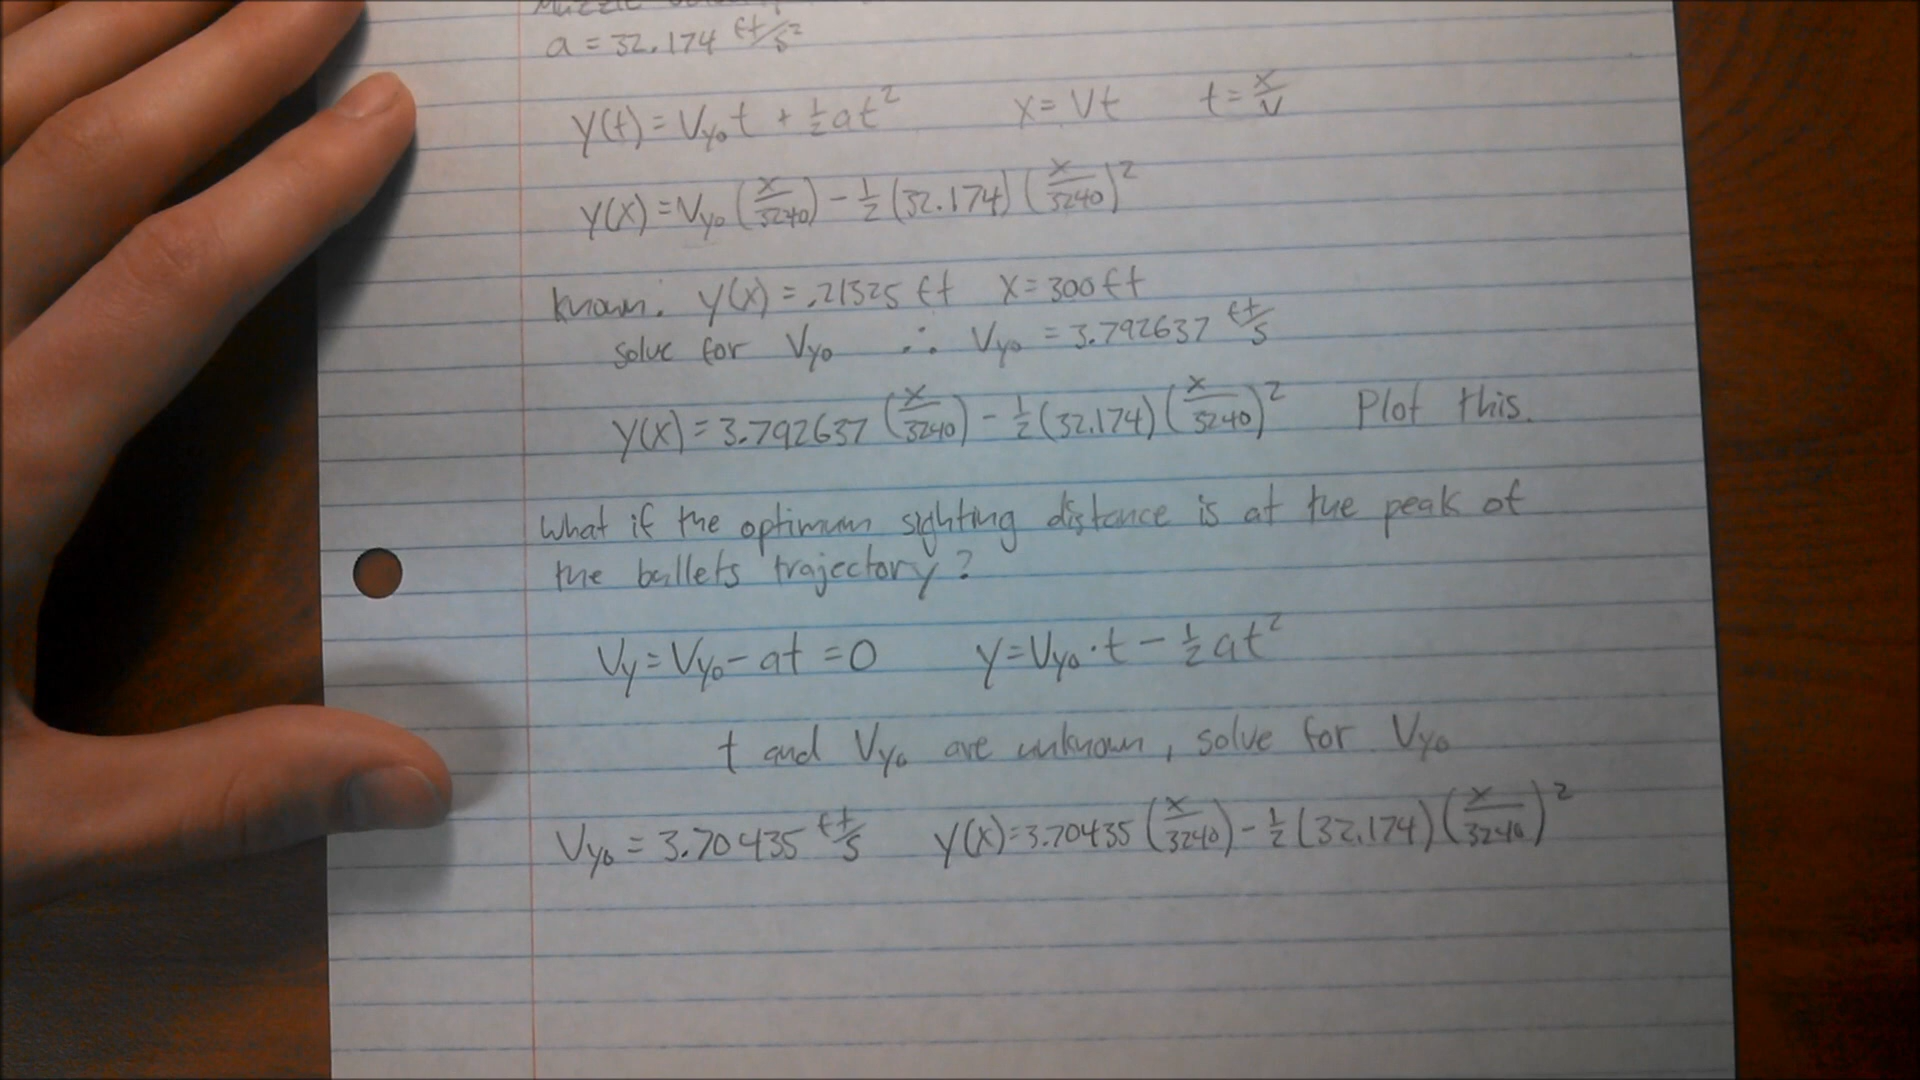 a = 32.174 ft/s²
y(t) = Vy₀t + ½at² x = Vt t = x/V
y(x) = Vy₀(x/3240) - ½(32.174)(x/3240)²
known: y(x) = .21325 ft x = 300 ft
solve for Vy₀ ∴ Vy₀ = 3.792637 ft/s
y(x) = 3.792637(x/3240) - ½(32.174)(x/3240)² Plot this.
What if the optimum sighting distance is at the peak of
the bullets trajectory?
Vy = Vy₀ - at = 0 y = Vy₀·t - ½at²
t and Vy₀ are unknown, solve for Vy₀
Vy₀ = 3.70435 ft/s y(x) = 3.70435(x/3240) - ½(32.174)(x/3240)²